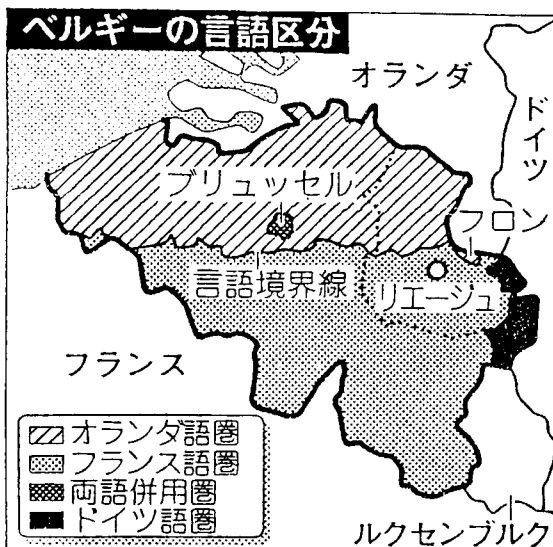 ベルギーの言語区分
オランダ
ドイツ
ブリュッセル
フロン
言語境界線
リエージュ
フランス
オランダ語圏
フランス語圏
両語併用圏
ドイツ語圏
ルクセンブルク